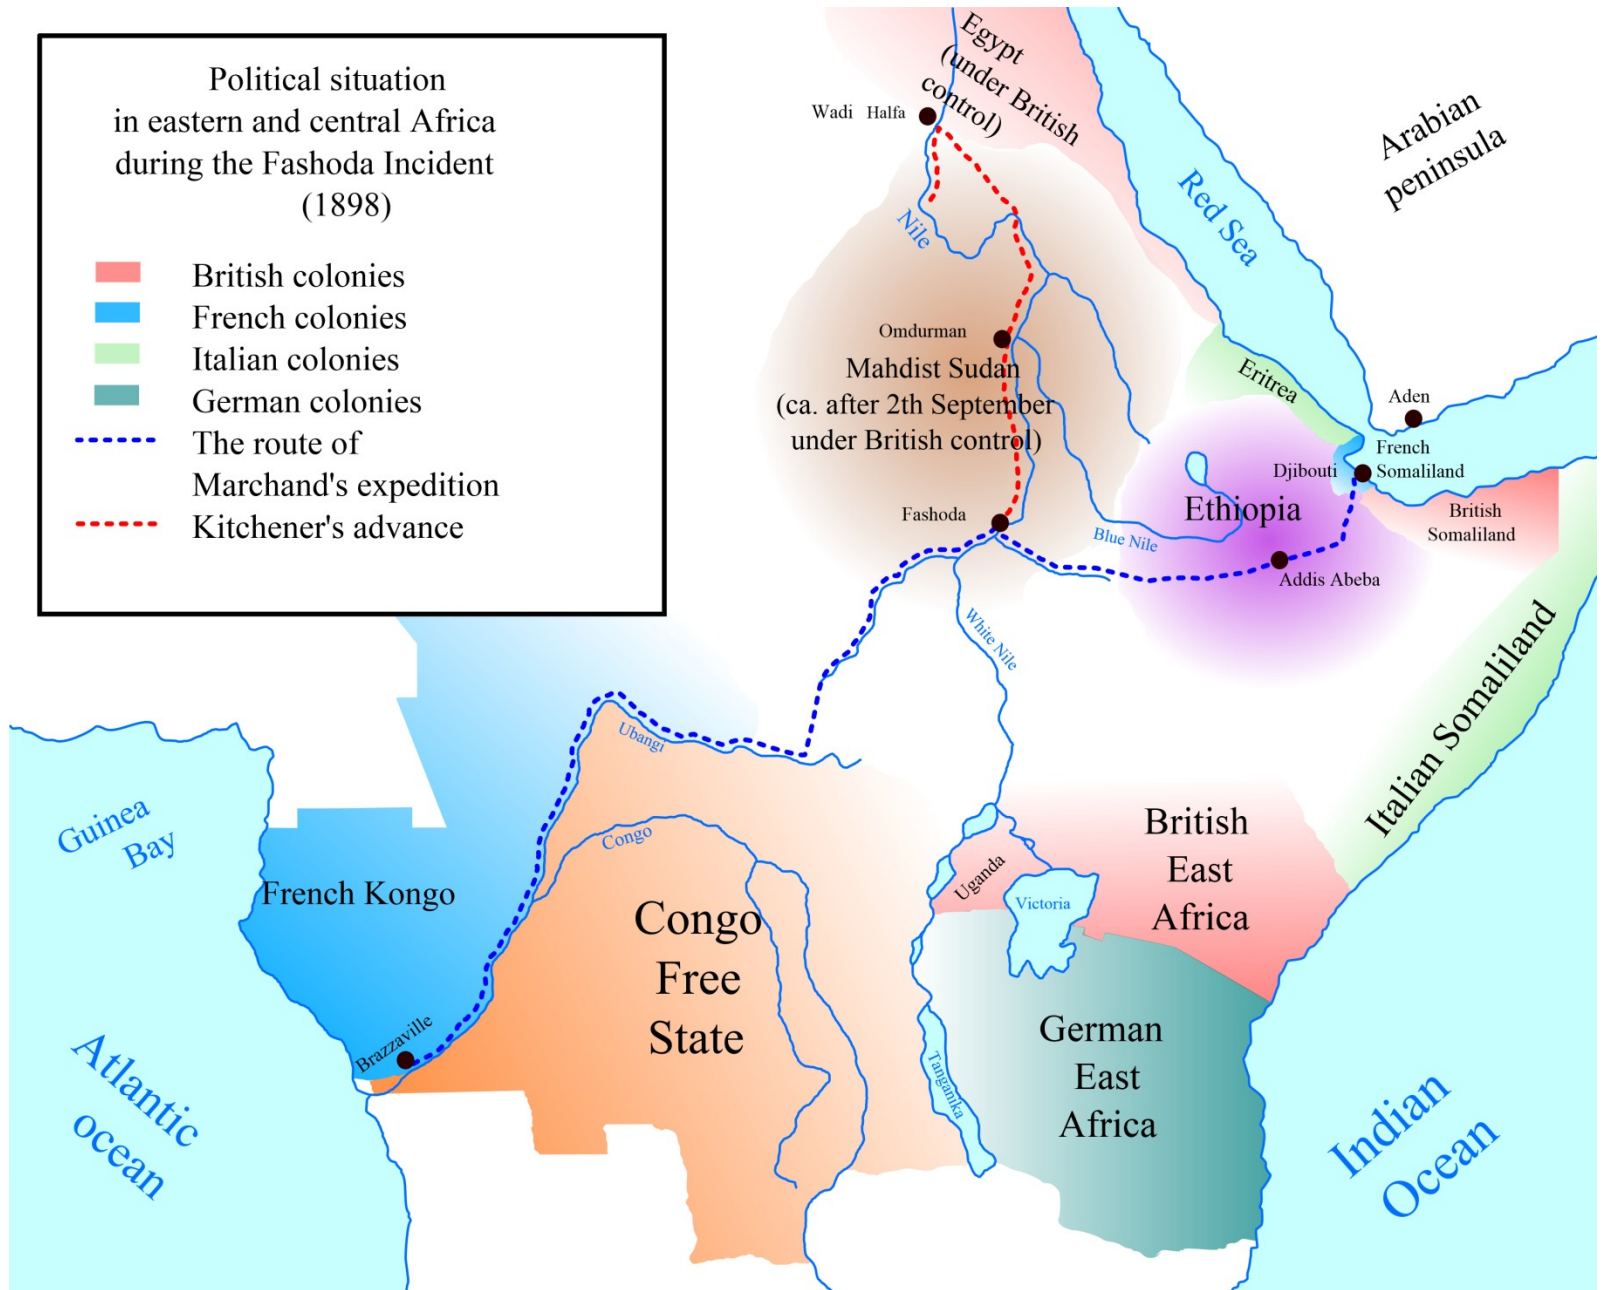 Political situation
in eastern and central Africa
during the Fashoda Incident
(1898)
British colonies
French colonies
Italian colonies
German colonies
The route of
Marchand's expedition
Kitchener's advance
Egypt
(under British
control)
Wadi Halfa
Nile
Red Sea
Arabian
peninsula
Omdurman
Mahdist Sudan
(ca. after 2th September
under British control)
Eritrea
Aden
French
Somaliland
Djibouti
British
Somaliland
Ethiopia
Fashoda
Blue Nile
Addis Abeba
White Nile
Italian Somaliland
Ubangi
Congo
Guinea
Bay
French Kongo
Congo
Free
State
Uganda
Victoria
British
East
Africa
Brazzaville
German
East
Africa
Tanganika
Atlantic
ocean
Indian
Ocean